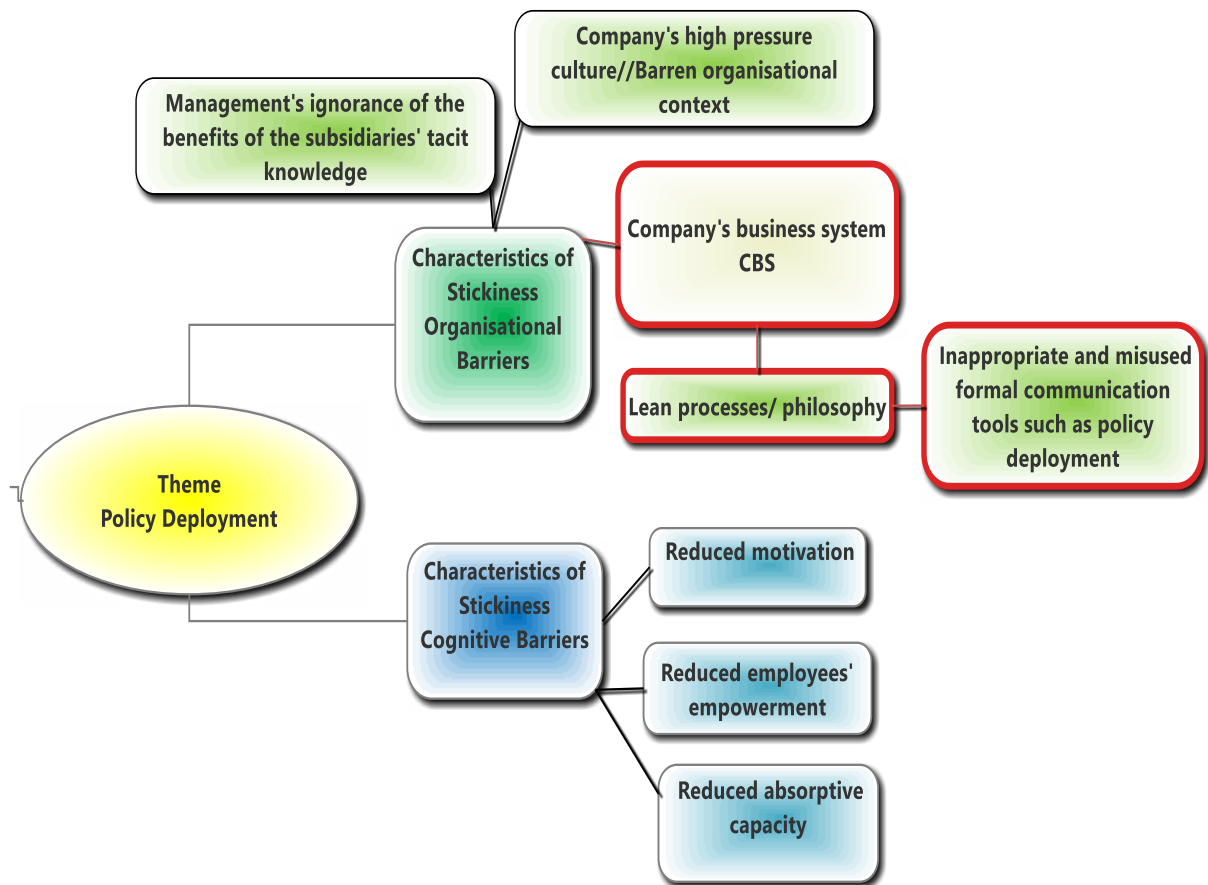 Company's high pressure
culture//Barren organisational
context
Management's ignorance of the
benefits of the subsidiaries' tacit
knowledge
Company's business system
CBS
Characteristics of
Stickiness
Organisational
Barriers
Inappropriate and misused
formal communication
tools such as policy
deployment
Lean processes/ philosophy
Theme
Policy Deployment
Characteristics of
Stickiness
Cognitive Barriers
Reduced motivation
Reduced employees'
empowerment
Reduced absorptive
capacity